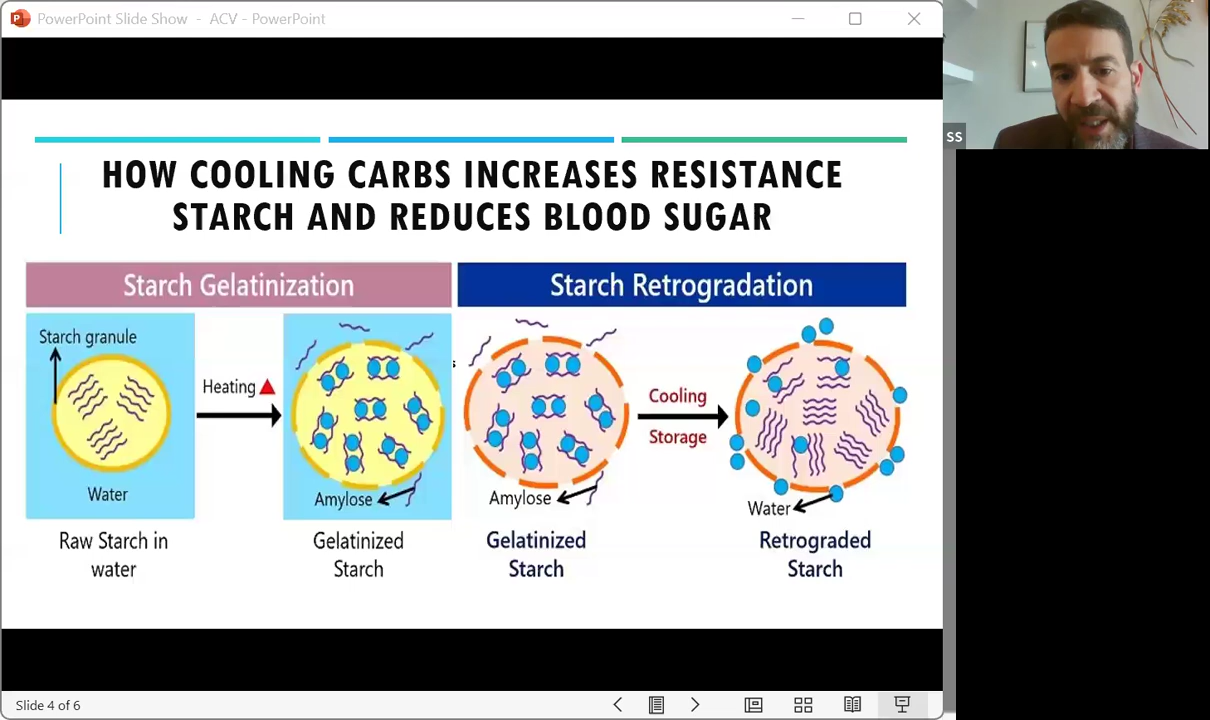 PowerPoint Slide Show - ACV - PowerPoint
SS
HOW COOLING CARBS INCREASES RESISTANCE
STARCH AND REDUCES BLOOD SUGAR
Starch Gelatinization
Starch Retrogradation
Starch granule
Heating
Water
Amylose
Raw Starch in
water
Gelatinized
Starch
s
Cooling
Storage
Amylose
Water
Gelatinized
Starch
Retrograded
Starch
Slide 4 of 6